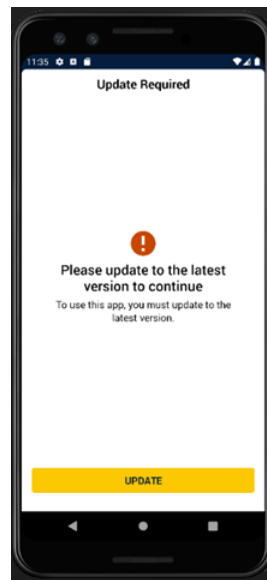 11:35
Update Required
Please update to the latest
version to continue
To use this app, you must update to the
latest version.
UPDATE